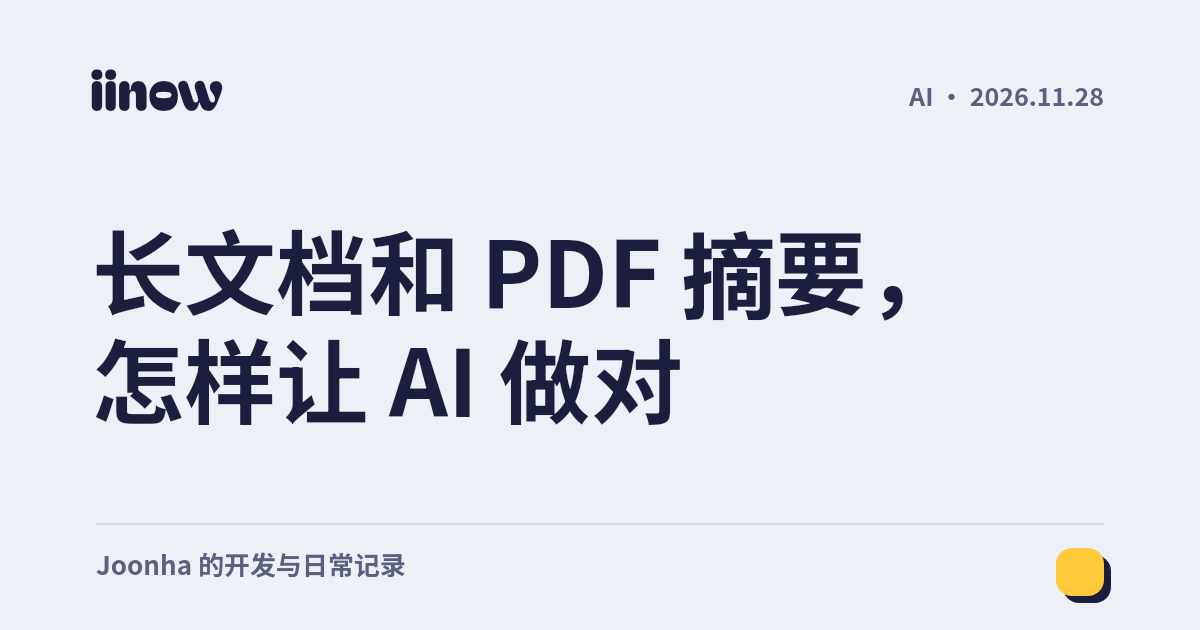 iinow
AI • 2026.11.28
长文档和 PDF 摘要，
怎样让 AI 做对
Joonha 的开发与日常记录